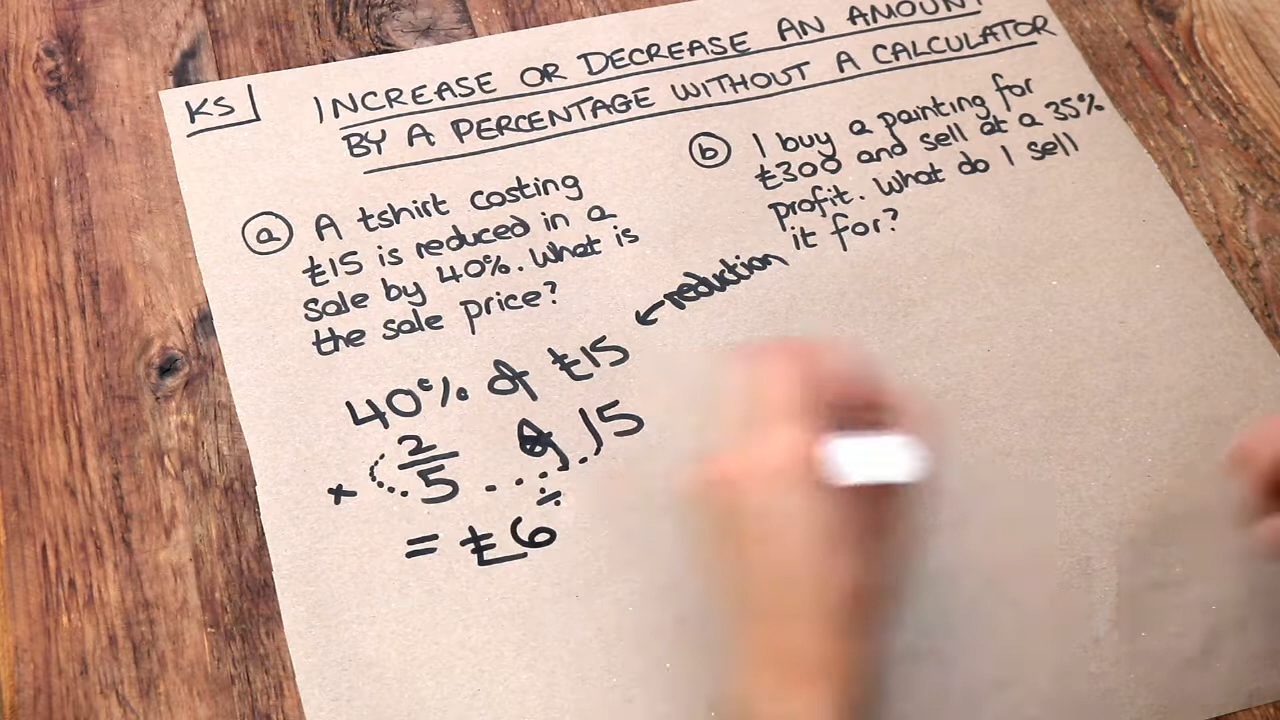 KS
INCREASE OR DECREASE AN AMOUNT
BY A PERCENTAGE WITHOUT A CALCULATOR
a A tshirt costing
£15 is reduced in a
sale by 40%. What is
the sale price?
b I buy a painting for
£300 and sell at a 35%
profit. What do I sell
it for?
← reduction
40% of £15
× 2/5 of 15
÷
= £6